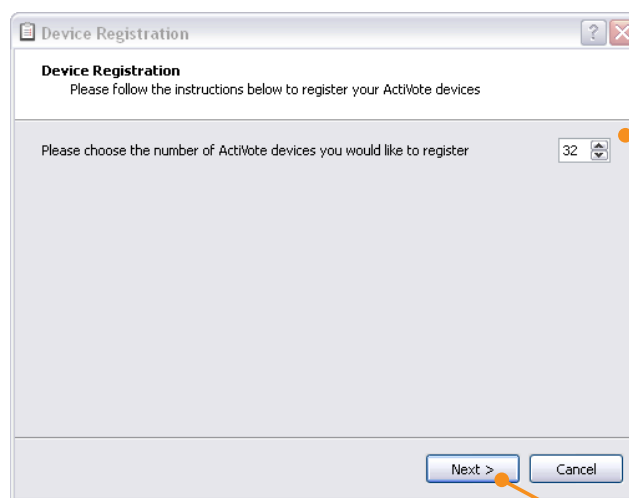 Device Registration
Device Registration
Please follow the instructions below to register your ActiVote devices
Please choose the number of ActiVote devices you would like to register
32
Next >
Cancel